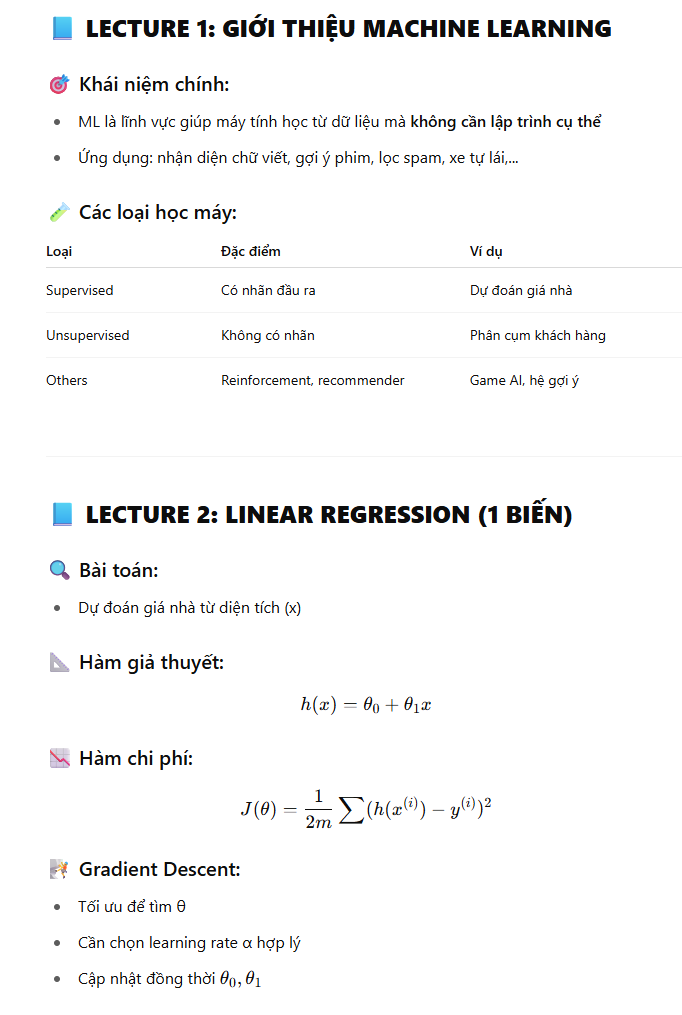 📘 LECTURE 1: GIỚI THIỆU MACHINE LEARNING
🎯 Khái niệm chính:
• ML là lĩnh vực giúp máy tính học từ dữ liệu mà không cần lập trình cụ thể
• Ứng dụng: nhận diện chữ viết, gợi ý phim, lọc spam, xe tự lái,...
🧪 Các loại học máy:
Loại Đặc điểm Ví dụ
Supervised Có nhãn đầu ra Dự đoán giá nhà
Unsupervised Không có nhãn Phân cụm khách hàng
Others Reinforcement, recommender Game AI, hệ gợi ý
📘 LECTURE 2: LINEAR REGRESSION (1 BIẾN)
🔍 Bài toán:
• Dự đoán giá nhà từ diện tích (x)
📐 Hàm giả thuyết:
h(x) = θ₀ + θ₁x
📉 Hàm chi phí:
J(θ) = 1/2m ∑(h(x⁽ⁱ⁾) − y⁽ⁱ⁾)²
Gradient Descent:
• Tối ưu để tìm θ
• Cần chọn learning rate α hợp lý
• Cập nhật đồng thời θ₀, θ₁